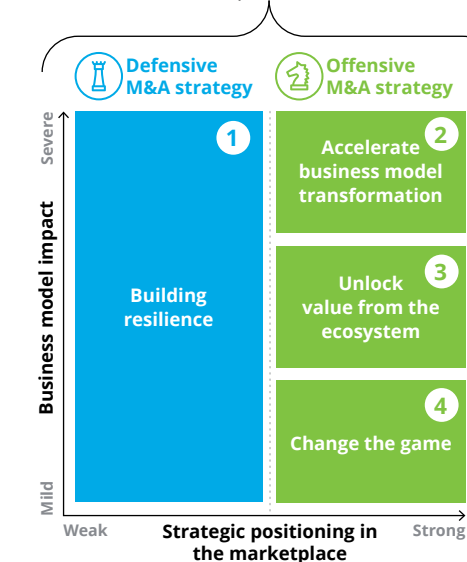 Defensive
M&A strategy
Offensive
M&A strategy
Severe
Business model impact
Mild
1
Building
resilience
2
Accelerate
business model
transformation
3
Unlock
value from the
ecosystem
4
Change the game
Weak
Strategic positioning in
the marketplace
Strong